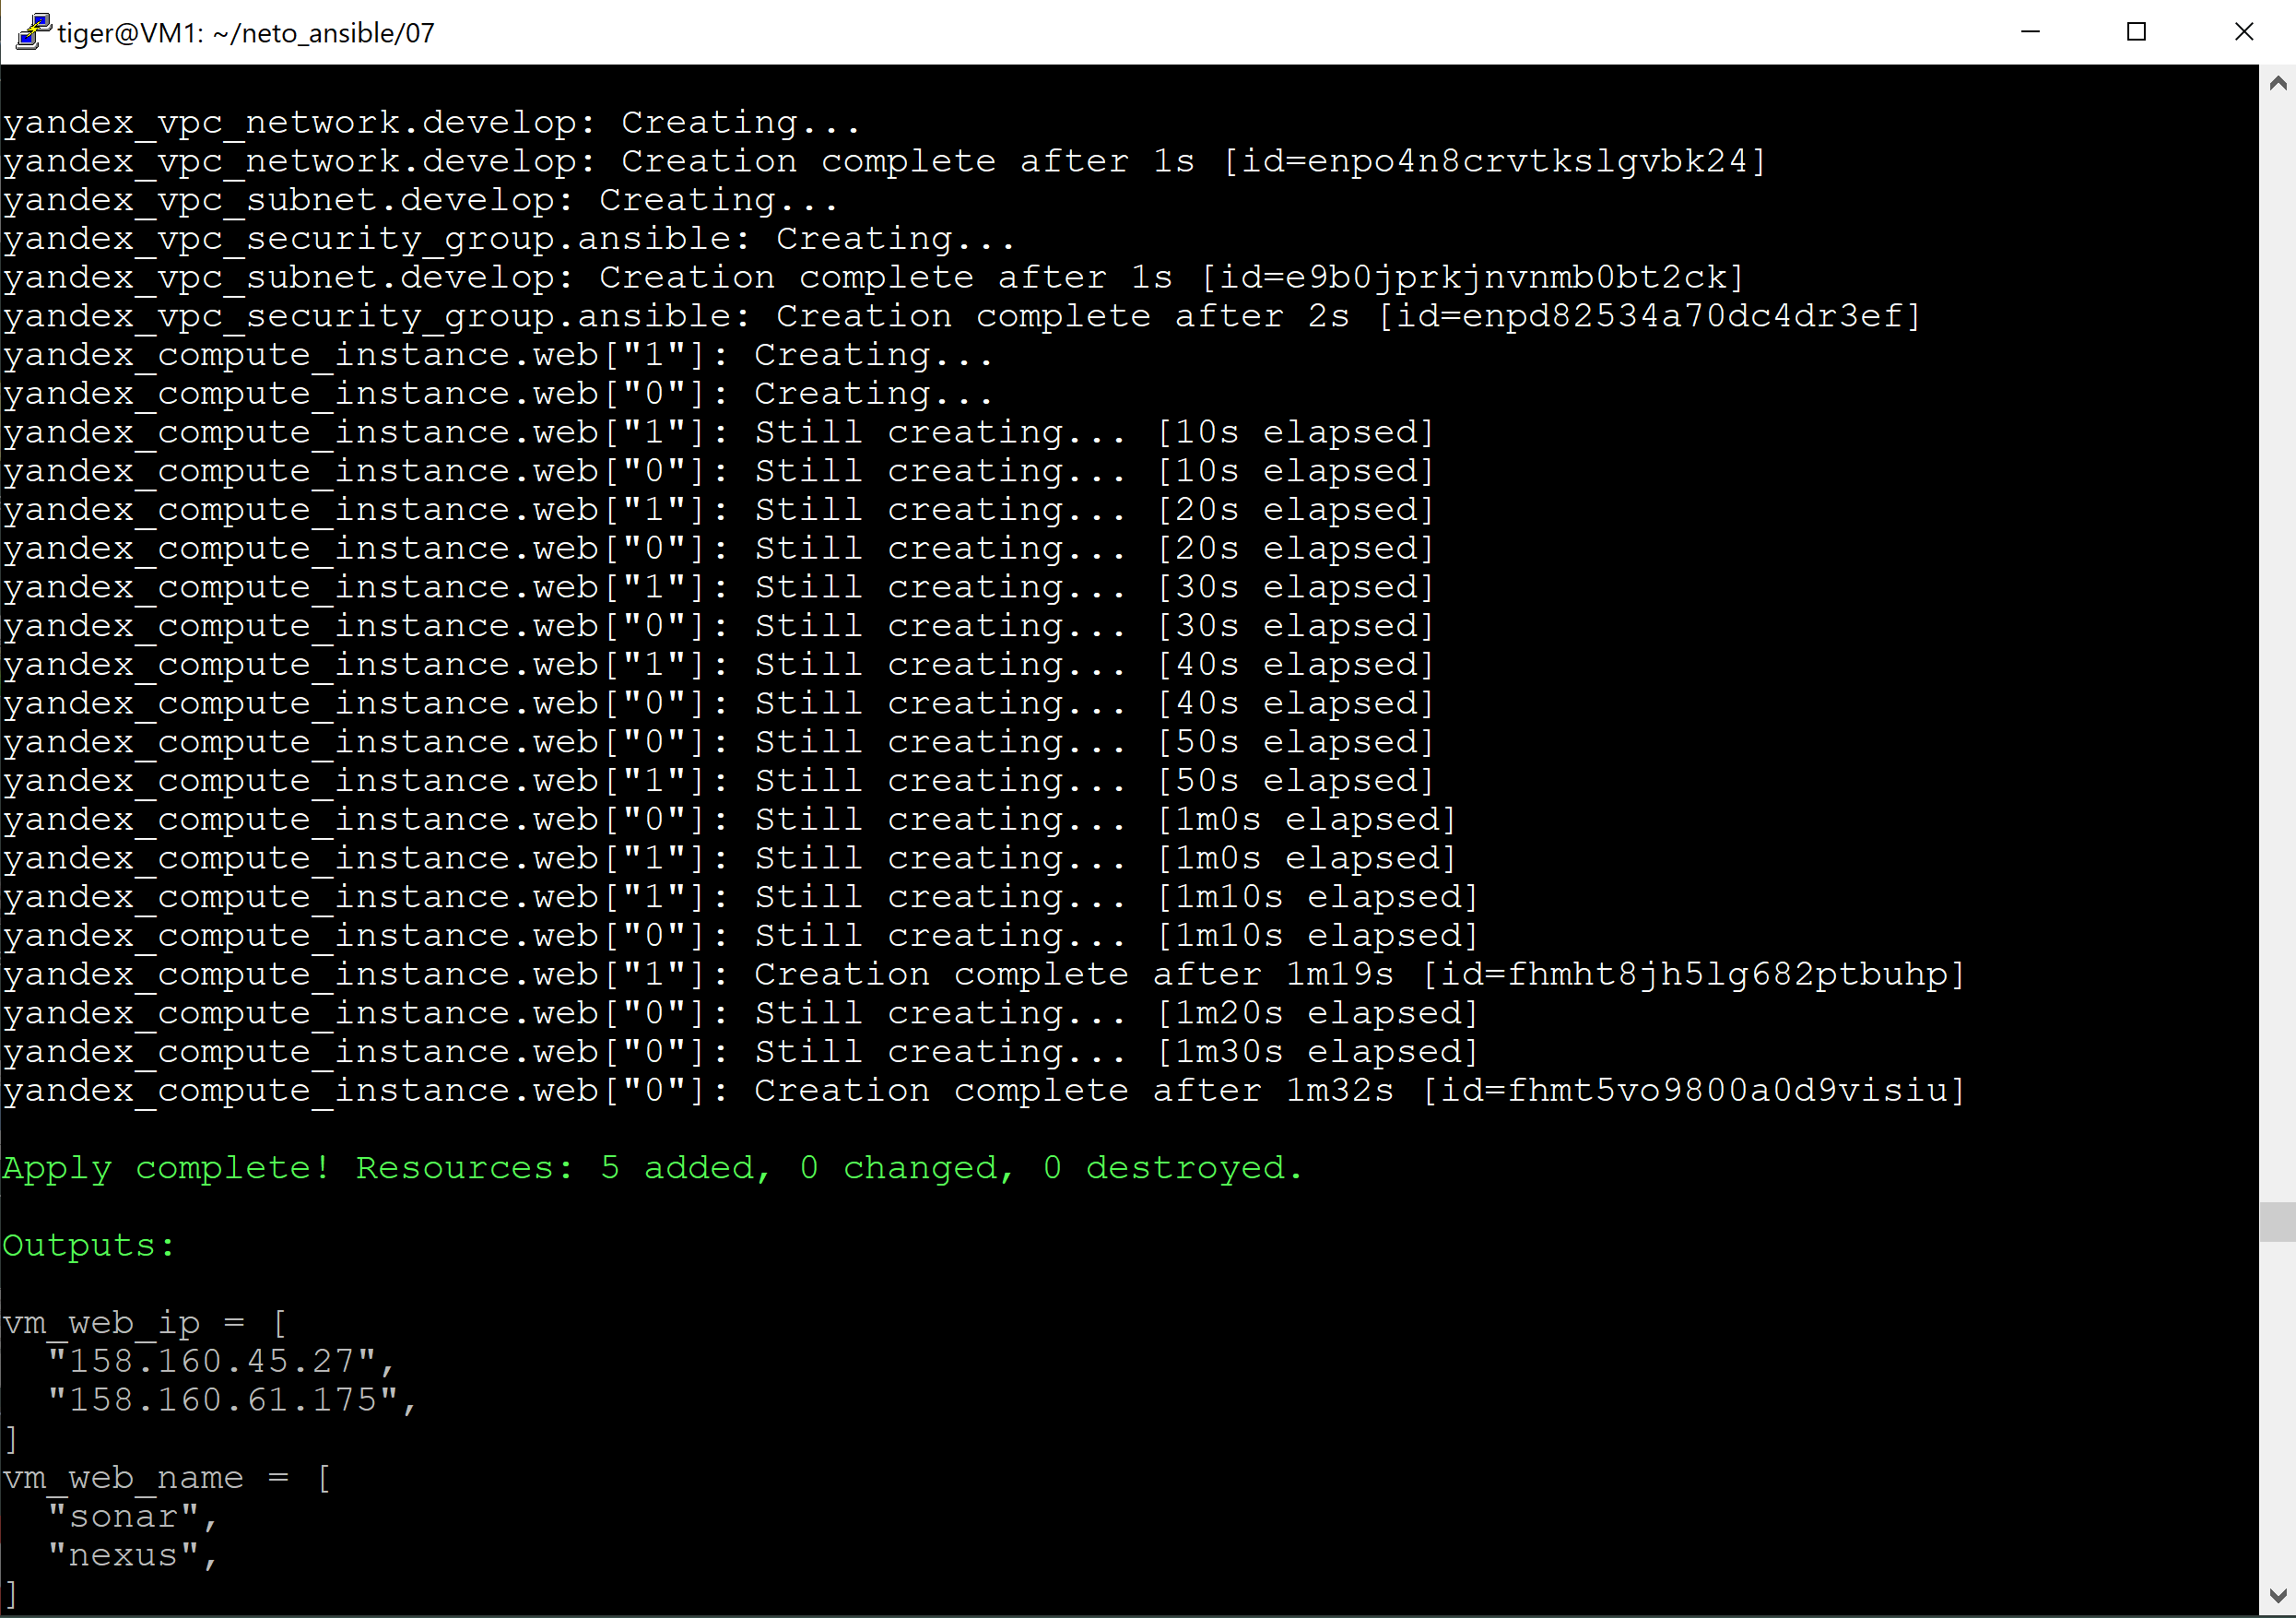 tiger@VM1: ~/neto_ansible/07
yandex_vpc_network.develop: Creating...
yandex_vpc_network.develop: Creation complete after 1s [id=enpo4n8crvtkslgvbk24]
yandex_vpc_subnet.develop: Creating...
yandex_vpc_security_group.ansible: Creating...
yandex_vpc_subnet.develop: Creation complete after 1s [id=e9b0jprkjnvnmb0bt2ck]
yandex_vpc_security_group.ansible: Creation complete after 2s [id=enpd82534a70dc4dr3ef]
yandex_compute_instance.web["1"]: Creating...
yandex_compute_instance.web["0"]: Creating...
yandex_compute_instance.web["1"]: Still creating... [10s elapsed]
yandex_compute_instance.web["0"]: Still creating... [10s elapsed]
yandex_compute_instance.web["1"]: Still creating... [20s elapsed]
yandex_compute_instance.web["0"]: Still creating... [20s elapsed]
yandex_compute_instance.web["1"]: Still creating... [30s elapsed]
yandex_compute_instance.web["0"]: Still creating... [30s elapsed]
yandex_compute_instance.web["1"]: Still creating... [40s elapsed]
yandex_compute_instance.web["0"]: Still creating... [40s elapsed]
yandex_compute_instance.web["0"]: Still creating... [50s elapsed]
yandex_compute_instance.web["1"]: Still creating... [50s elapsed]
yandex_compute_instance.web["0"]: Still creating... [1m0s elapsed]
yandex_compute_instance.web["1"]: Still creating... [1m0s elapsed]
yandex_compute_instance.web["1"]: Still creating... [1m10s elapsed]
yandex_compute_instance.web["0"]: Still creating... [1m10s elapsed]
yandex_compute_instance.web["1"]: Creation complete after 1m19s [id=fhmht8jh5lg682ptbuhp]
yandex_compute_instance.web["0"]: Still creating... [1m20s elapsed]
yandex_compute_instance.web["0"]: Still creating... [1m30s elapsed]
yandex_compute_instance.web["0"]: Creation complete after 1m32s [id=fhmt5vo9800a0d9visiu]
Apply complete! Resources: 5 added, 0 changed, 0 destroyed.
Outputs:
vm_web_ip = [
  "158.160.45.27",
  "158.160.61.175",
]
vm_web_name = [
  "sonar",
  "nexus",
]